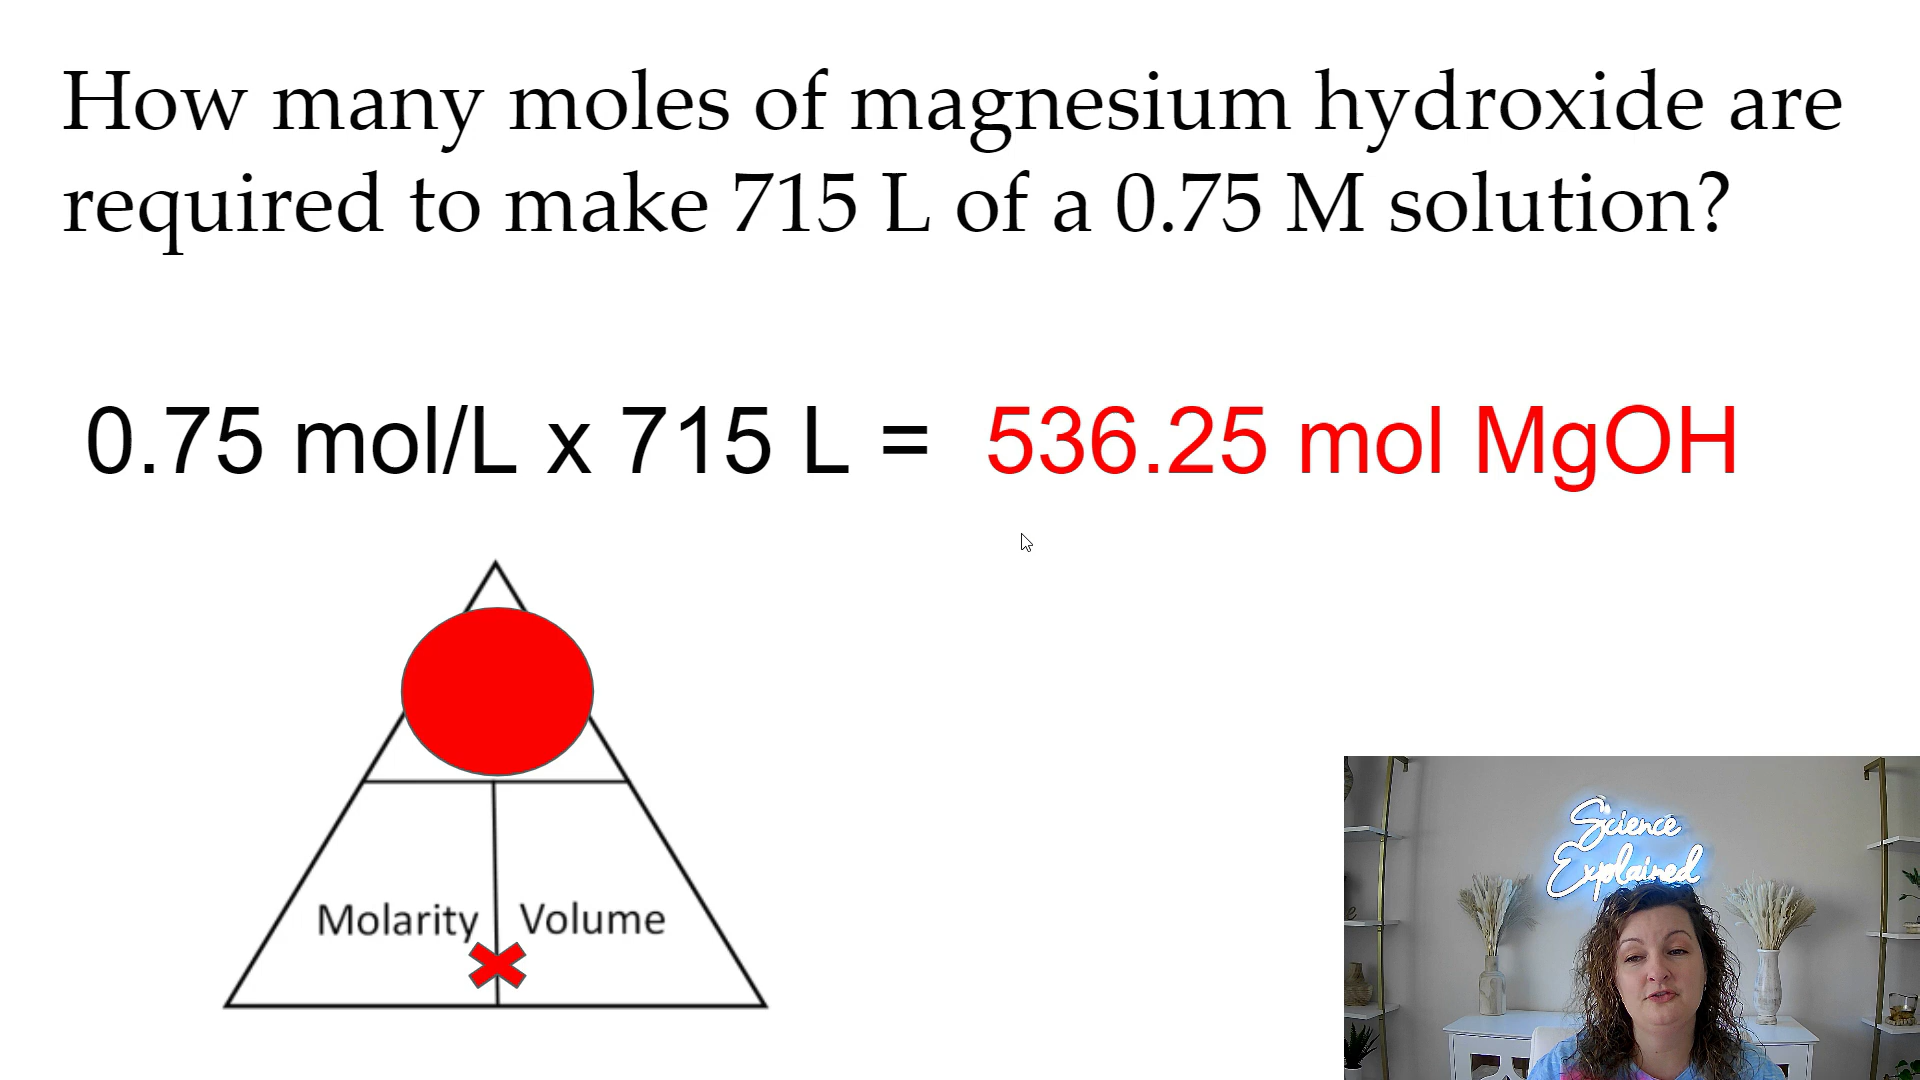 How many moles of magnesium hydroxide are
required to make 715 L of a 0.75 M solution?
0.75 mol/L x 715 L = 536.25 mol MgOH
Molarity
Volume
Science
Explained